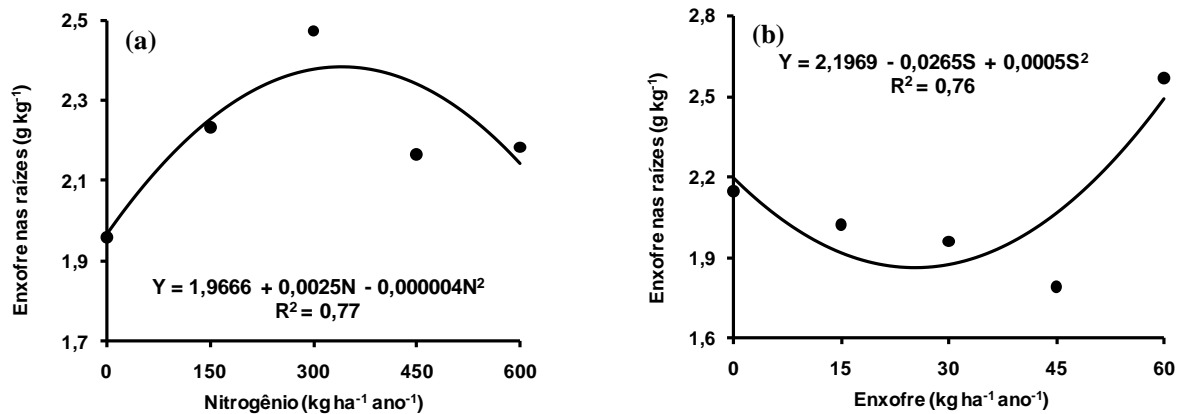 (a)
Enxofre nas raízes (g kg⁻¹)
2,5
2,3
2,1
1,9
1,7
Y = 1,9666 + 0,0025N - 0,000004N²
R² = 0,77
0 150 300 450 600
Nitrogênio (kg ha⁻¹ ano⁻¹)
(b)
Enxofre nas raízes (g kg⁻¹)
2,8
2,5
2,2
1,9
1,6
Y = 2,1969 - 0,0265S + 0,0005S²
R² = 0,76
0 15 30 45 60
Enxofre (kg ha⁻¹ ano⁻¹)